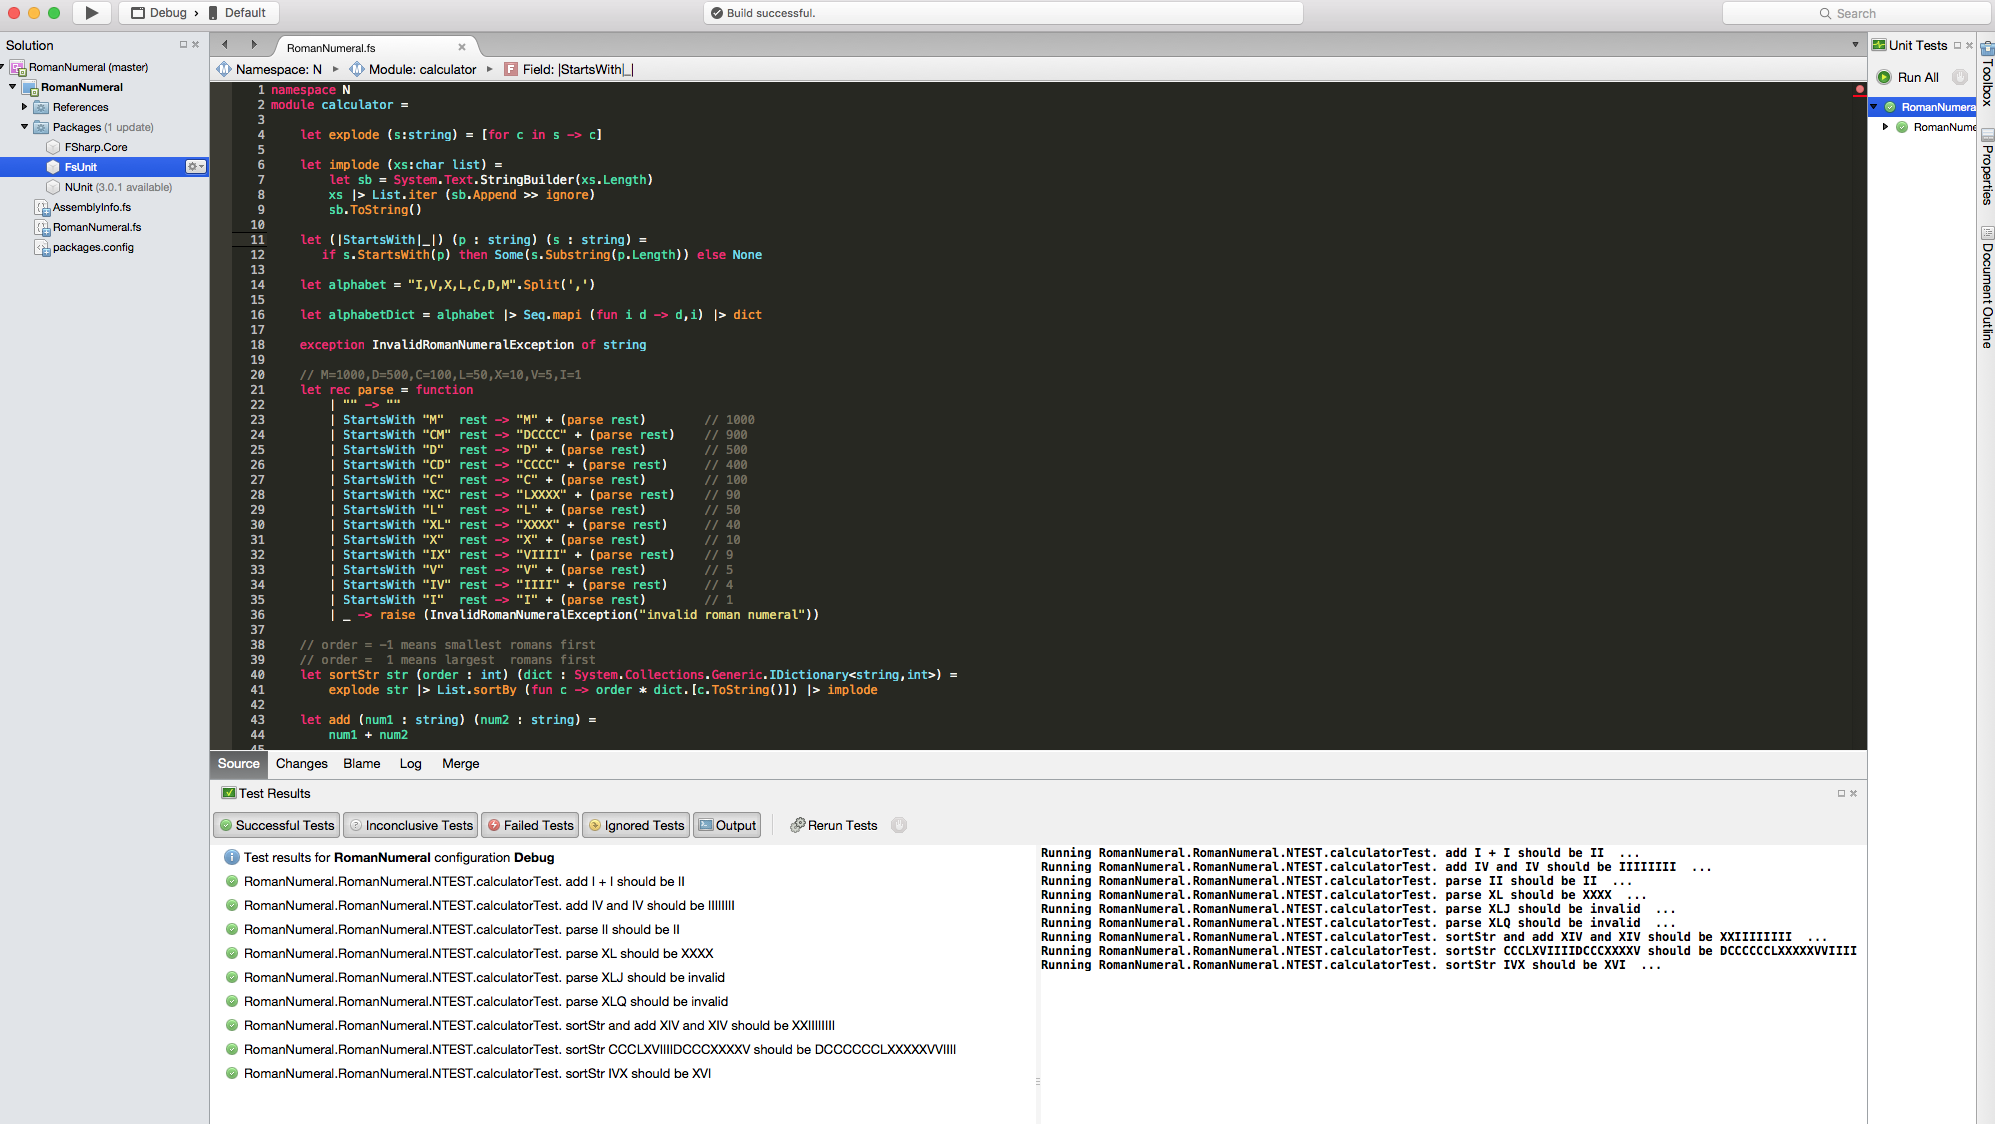 Debug › Default
Build successful.
Search
Solution
RomanNumeral (master)
RomanNumeral
References
Packages (1 update)
FSharp.Core
FsUnit
NUnit (3.0.1 available)
AssemblyInfo.fs
RomanNumeral.fs
packages.config
RomanNumeral.fs
Namespace: N ▸ Module: calculator ▸ Field: |StartsWith|_|
1 namespace N
2 module calculator =
3
4     let explode (s:string) = [for c in s -> c]
5
6     let implode (xs:char list) =
7         let sb = System.Text.StringBuilder(xs.Length)
8         xs |> List.iter (sb.Append >> ignore)
9         sb.ToString()
10
11     let (|StartsWith|_|) (p : string) (s : string) =
12        if s.StartsWith(p) then Some(s.Substring(p.Length)) else None
13
14     let alphabet = "I,V,X,L,C,D,M".Split(',')
15
16     let alphabetDict = alphabet |> Seq.mapi (fun i d -> d,i) |> dict
17
18     exception InvalidRomanNumeralException of string
19
20     // M=1000,D=500,C=100,L=50,X=10,V=5,I=1
21     let rec parse = function
22         | "" -> ""
23         | StartsWith "M"  rest -> "M" + (parse rest)        // 1000
24         | StartsWith "CM" rest -> "DCCCC" + (parse rest)    // 900
25         | StartsWith "D"  rest -> "D" + (parse rest)        // 500
26         | StartsWith "CD" rest -> "CCCC" + (parse rest)     // 400
27         | StartsWith "C"  rest -> "C" + (parse rest)        // 100
28         | StartsWith "XC" rest -> "LXXXX" + (parse rest)    // 90
29         | StartsWith "L"  rest -> "L" + (parse rest)        // 50
30         | StartsWith "XL" rest -> "XXXX" + (parse rest)     // 40
31         | StartsWith "X"  rest -> "X" + (parse rest)        // 10
32         | StartsWith "IX" rest -> "VIIII" + (parse rest)    // 9
33         | StartsWith "V"  rest -> "V" + (parse rest)        // 5
34         | StartsWith "IV" rest -> "IIII" + (parse rest)     // 4
35         | StartsWith "I"  rest -> "I" + (parse rest)        // 1
36         | _ -> raise (InvalidRomanNumeralException("invalid roman numeral"))
37
38     // order = -1 means smallest romans first
39     // order =  1 means largest  romans first
40     let sortStr str (order : int) (dict : System.Collections.Generic.IDictionary<string,int>) =
41         explode str |> List.sortBy (fun c -> order * dict.[c.ToString()]) |> implode
42
43     let add (num1 : string) (num2 : string) =
44         num1 + num2
45
Source Changes Blame Log Merge
Test Results
Successful Tests Inconclusive Tests Failed Tests Ignored Tests Output Rerun Tests
Test results for RomanNumeral configuration Debug
RomanNumeral.RomanNumeral.NTEST.calculatorTest. add I + I should be II
RomanNumeral.RomanNumeral.NTEST.calculatorTest. add IV and IV should be IIIIIIII
RomanNumeral.RomanNumeral.NTEST.calculatorTest. parse II should be II
RomanNumeral.RomanNumeral.NTEST.calculatorTest. parse XL should be XXXX
RomanNumeral.RomanNumeral.NTEST.calculatorTest. parse XLJ should be invalid
RomanNumeral.RomanNumeral.NTEST.calculatorTest. parse XLQ should be invalid
RomanNumeral.RomanNumeral.NTEST.calculatorTest. sortStr and add XIV and XIV should be XXIIIIIIII
RomanNumeral.RomanNumeral.NTEST.calculatorTest. sortStr CCCLXVIIIIDCCCXXXXV should be DCCCCCCLXXXXXVVIIII
RomanNumeral.RomanNumeral.NTEST.calculatorTest. sortStr IVX should be XVI
Running RomanNumeral.RomanNumeral.NTEST.calculatorTest. add I + I should be II  ...
Running RomanNumeral.RomanNumeral.NTEST.calculatorTest. add IV and IV should be IIIIIIII  ...
Running RomanNumeral.RomanNumeral.NTEST.calculatorTest. parse II should be II  ...
Running RomanNumeral.RomanNumeral.NTEST.calculatorTest. parse XL should be XXXX  ...
Running RomanNumeral.RomanNumeral.NTEST.calculatorTest. parse XLJ should be invalid  ...
Running RomanNumeral.RomanNumeral.NTEST.calculatorTest. parse XLQ should be invalid  ...
Running RomanNumeral.RomanNumeral.NTEST.calculatorTest. sortStr and add XIV and XIV should be XXIIIIIIII  ...
Running RomanNumeral.RomanNumeral.NTEST.calculatorTest. sortStr CCCLXVIIIIDCCCXXXXV should be DCCCCCCLXXXXXVVIIII
Running RomanNumeral.RomanNumeral.NTEST.calculatorTest. sortStr IVX should be XVI  ...
Unit Tests
Run All
RomanNumera
RomanNume
Toolbox
Properties
Document Outline